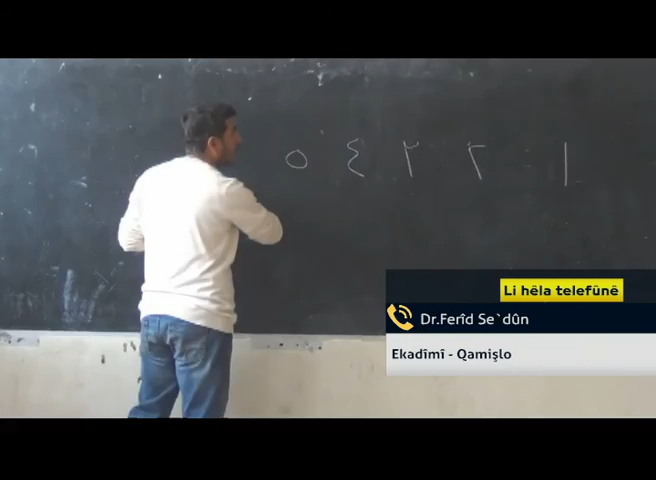 ١ ٢ ٣ ٤ ٥
Li hêla telefûnê
Dr.Ferîd Se`dûn
Ekadîmî - Qamişlo